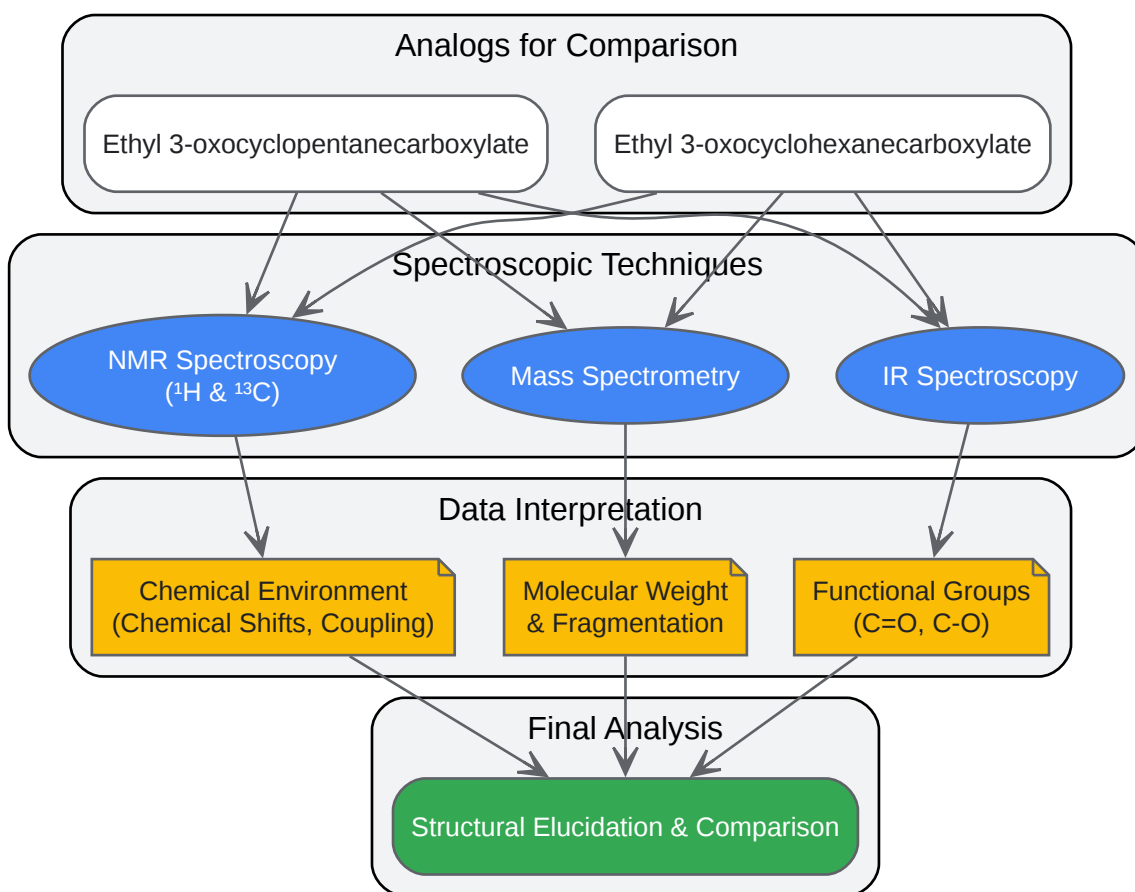 Analogs for Comparison
Ethyl 3-oxocyclopentanecarboxylate
Ethyl 3-oxocyclohexanecarboxylate
Spectroscopic Techniques
NMR Spectroscopy
(¹H & ¹³C)
Mass Spectrometry
IR Spectroscopy
Data Interpretation
Chemical Environment
(Chemical Shifts, Coupling)
Molecular Weight
& Fragmentation
Functional Groups
(C=O, C-O)
Final Analysis
Structural Elucidation & Comparison